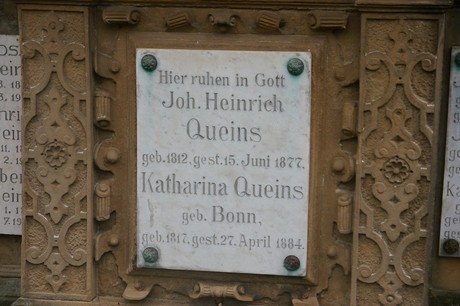 Hier ruhen in Gott
Joh. Heinrich
Queins
geb. 1812. gest. 15. Juni 1877.
Katharina Queins
geb. Bonn,
geb. 1817. gest. 27. April 1884.